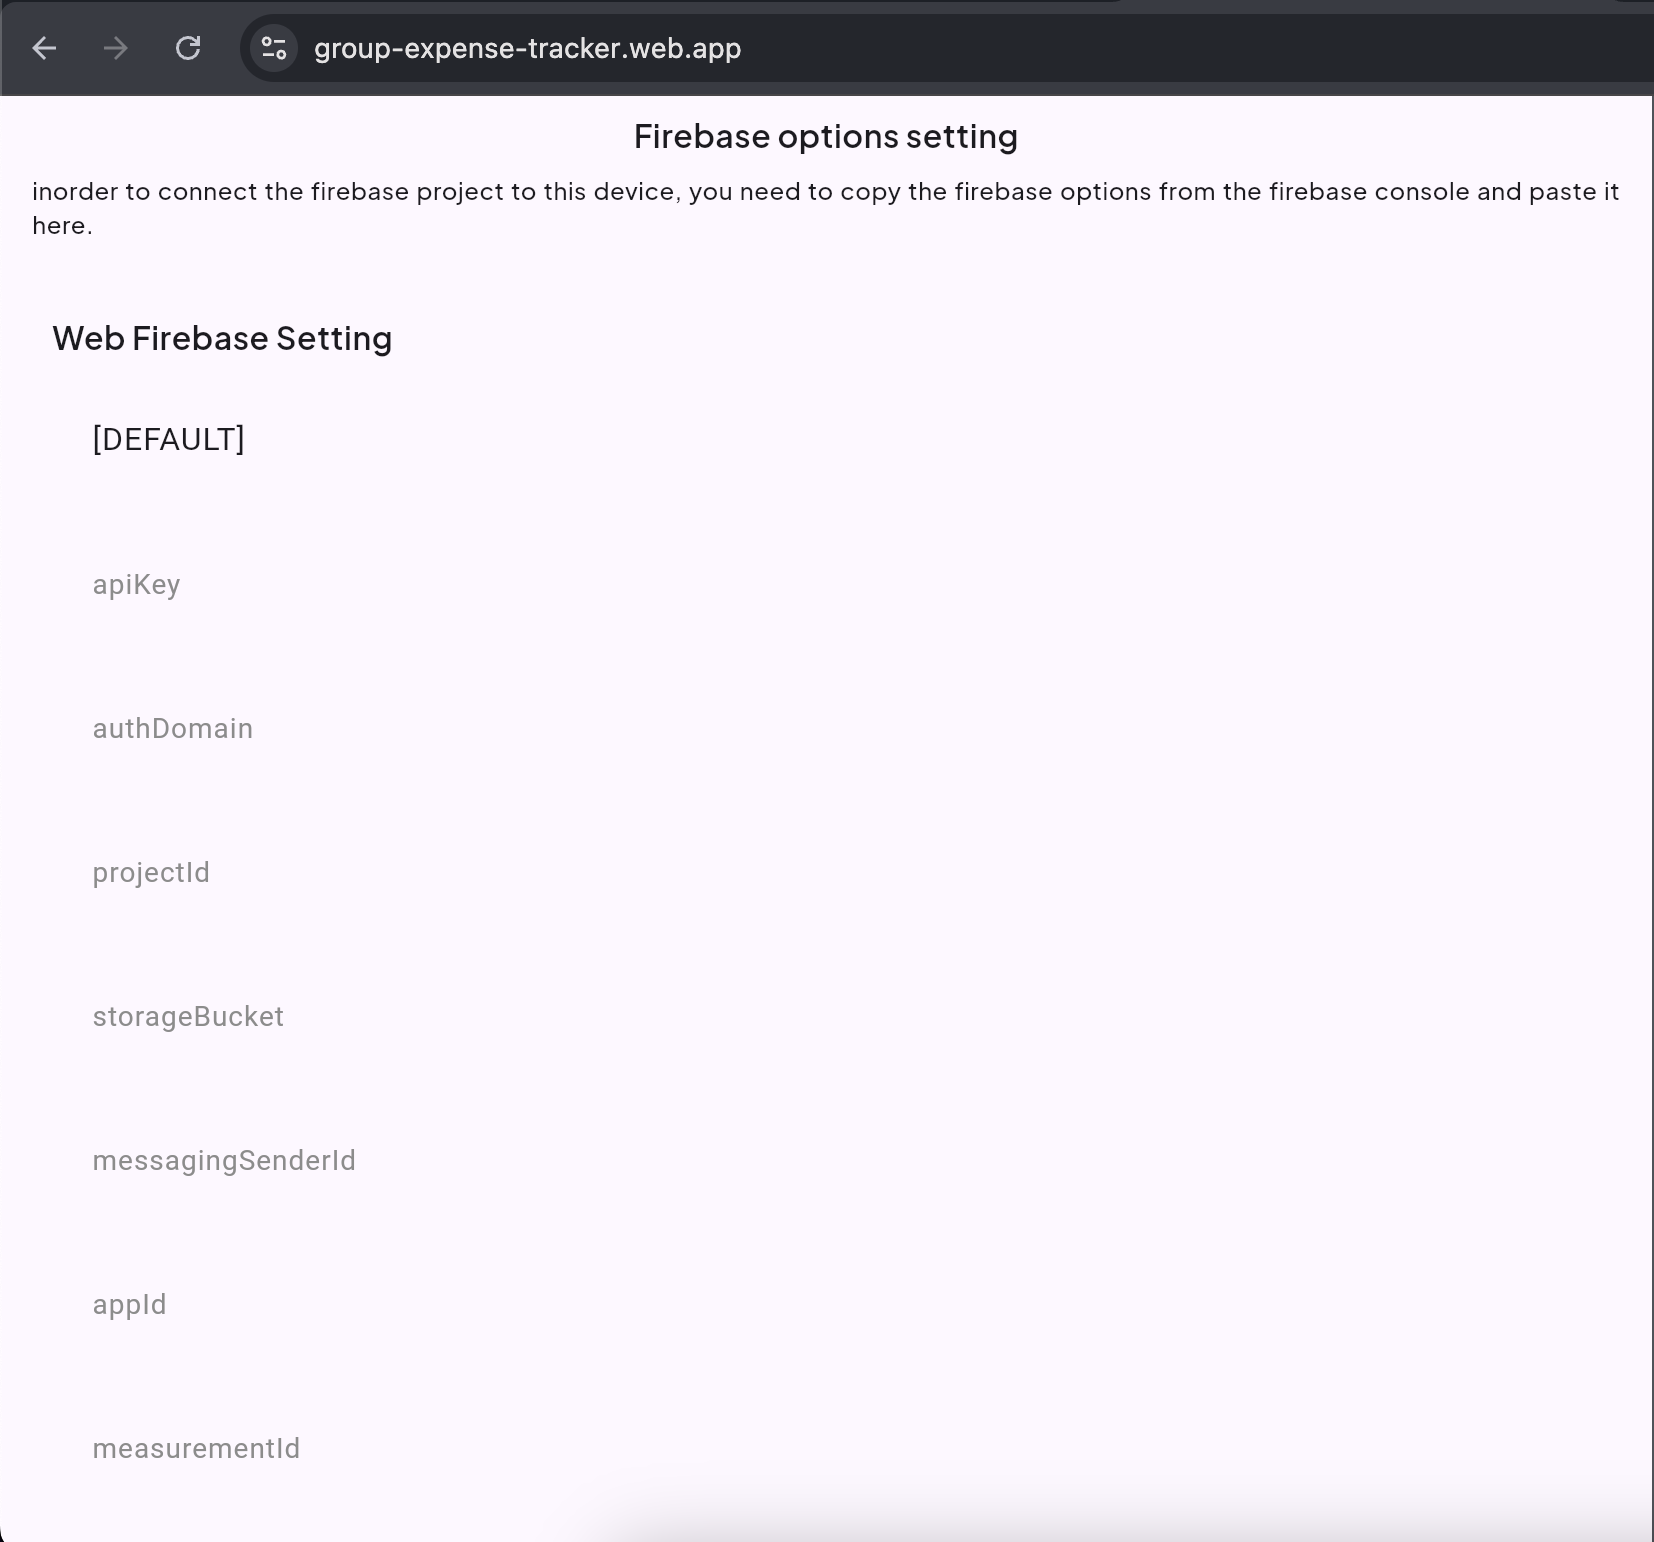 group-expense-tracker.web.app
Firebase options setting
inorder to connect the firebase project to this device, you need to copy the firebase options from the firebase console and paste it
here.
Web Firebase Setting
[DEFAULT]
apiKey
authDomain
projectId
storageBucket
messagingSenderId
appId
measurementId